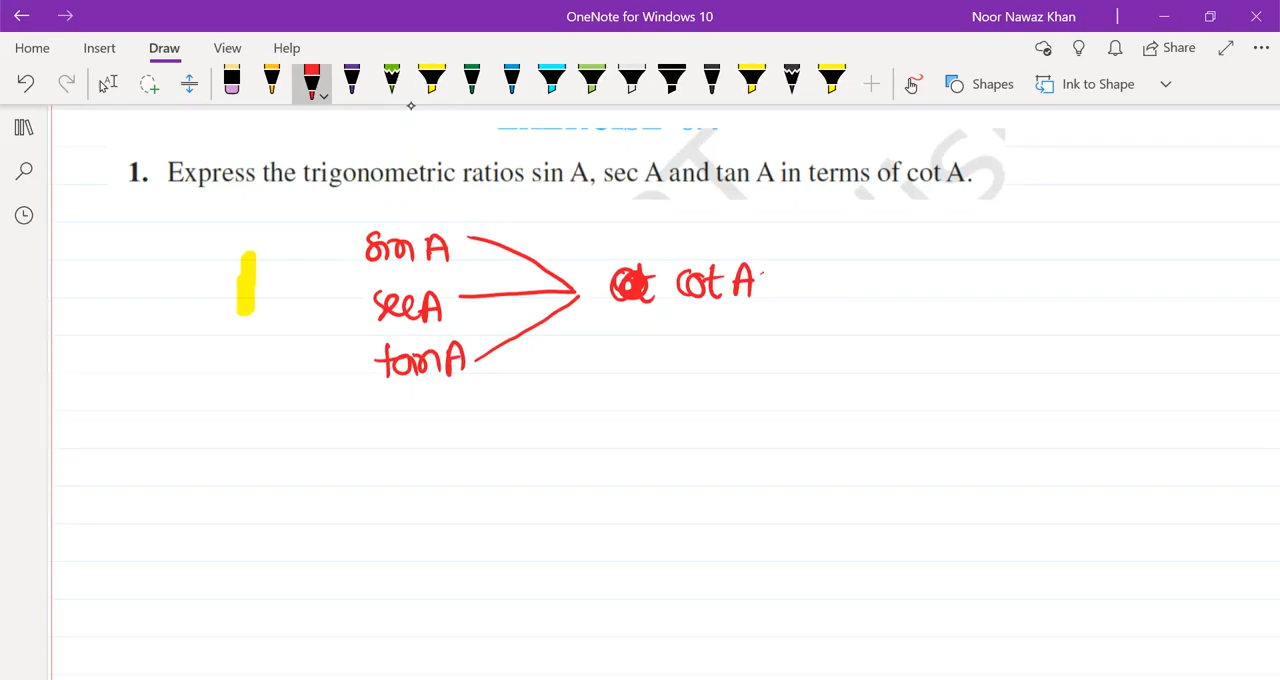 OneNote for Windows 10
Noor Nawaz Khan
Home Insert Draw View Help
Share
Shapes
Ink to Shape
1. Express the trigonometric ratios sin A, sec A and tan A in terms of cot A.
sin A
sec A
tan A
cot A